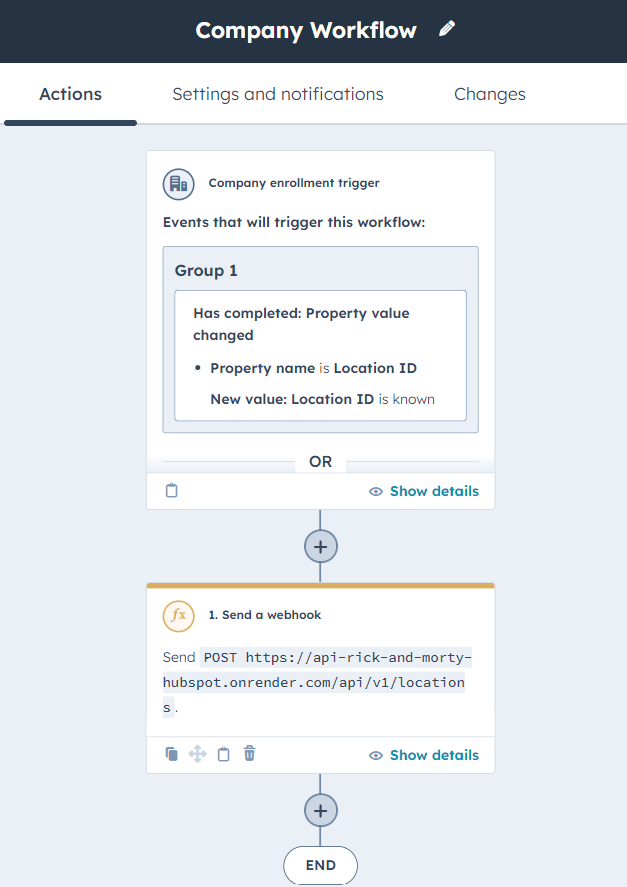 Company Workflow
Actions
Settings and notifications
Changes
Company enrollment trigger
Events that will trigger this workflow:
Group 1
Has completed: Property value
changed
• Property name is Location ID
New value: Location ID is known
OR
Show details
+
fx
1. Send a webhook
Send POST https://api-rick-and-morty-
hubspot.onrender.com/api/v1/location
s.
Show details
+
END